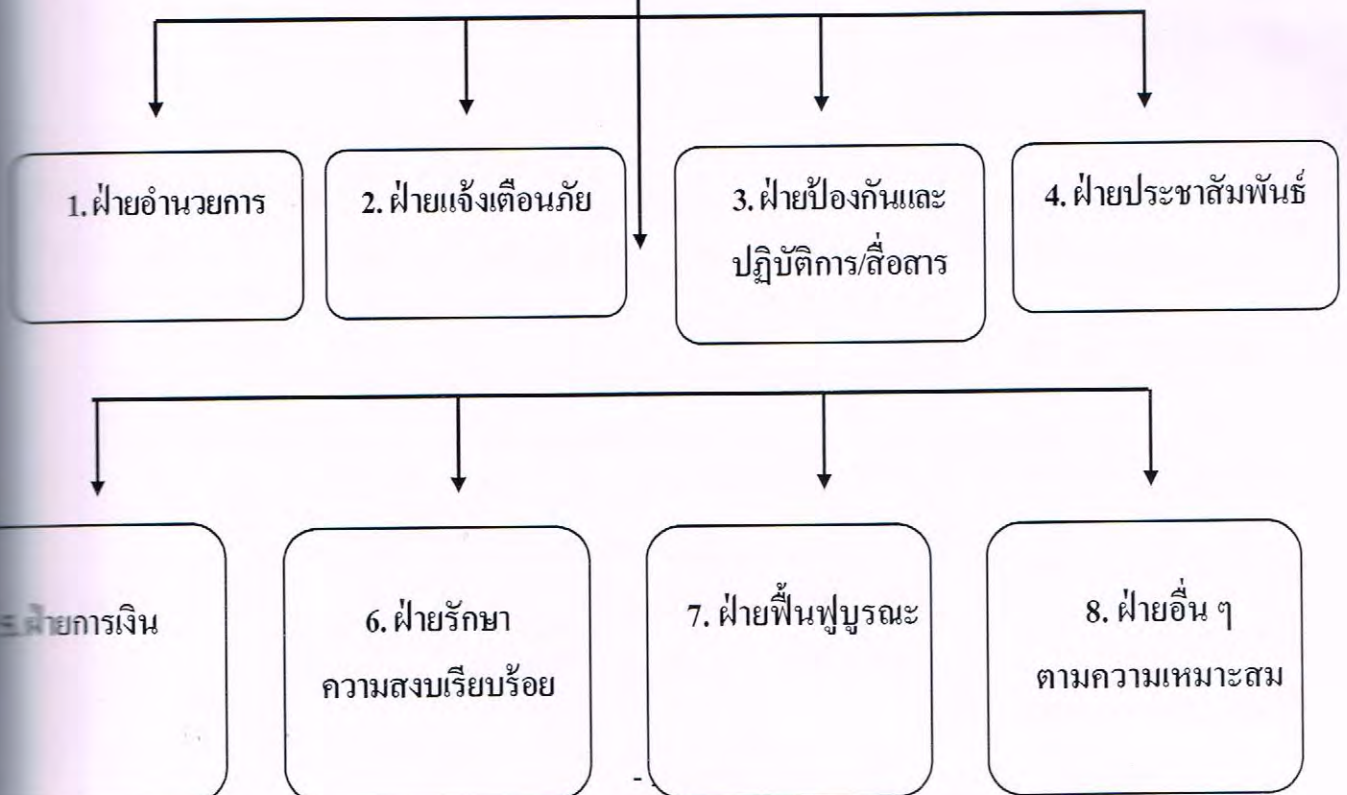 1. ฝ่ายอำนวยการ
2. ฝ่ายแจ้งเตือนภัย
3. ฝ่ายป้องกันและ
ปฏิบัติการ/สื่อสาร
4. ฝ่ายประชาสัมพันธ์
5. ฝ่ายการเงิน
6. ฝ่ายรักษา
ความสงบเรียบร้อย
7. ฝ่ายฟื้นฟูบูรณะ
8. ฝ่ายอื่น ๆ
ตามความเหมาะสม